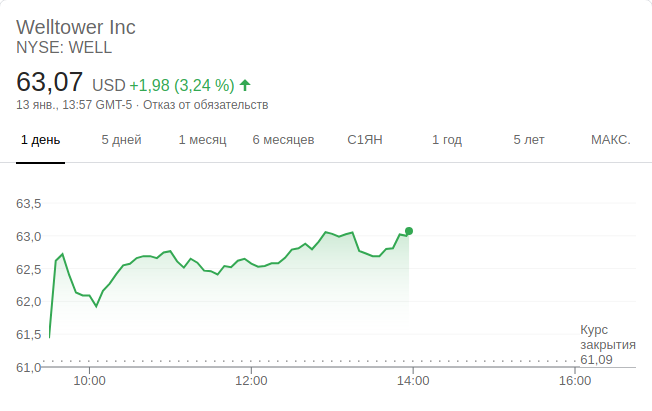 Welltower Inc
NYSE: WELL
63,07 USD +1,98 (3,24 %)
13 янв., 13:57 GMT-5 · Отказ от обязательств
1 день 5 дней 1 месяц 6 месяцев С1ЯН 1 год 5 лет МАКС.
63,5
63,0
62,5
62,0
61,5
61,0
Курс
закрытия
61,09
10:00 12:00 14:00 16:00